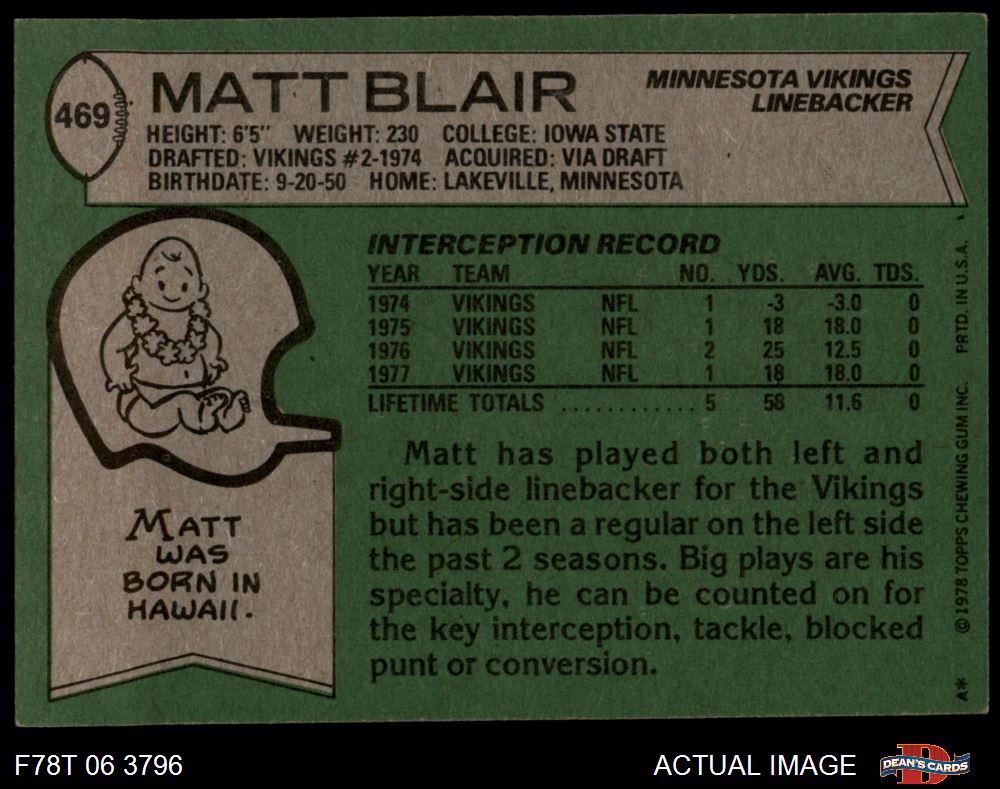 469
MATT BLAIR
MINNESOTA VIKINGS
LINEBACKER
HEIGHT: 6'5" WEIGHT: 230 COLLEGE: IOWA STATE
DRAFTED: VIKINGS #2-1974 ACQUIRED: VIA DRAFT
BIRTHDATE: 9-20-50 HOME: LAKEVILLE, MINNESOTA
INTERCEPTION RECORD
YEAR TEAM NO. YDS. AVG. TDS.
1974 VIKINGS NFL 1 -3 -3.0 0
1975 VIKINGS NFL 1 18 18.0 0
1976 VIKINGS NFL 2 25 12.5 0
1977 VIKINGS NFL 1 18 18.0 0
LIFETIME TOTALS ............ 5 58 11.6 0
Matt has played both left and
right-side linebacker for the Vikings
but has been a regular on the left side
the past 2 seasons. Big plays are his
specialty, he can be counted on for
the key interception, tackle, blocked
punt or conversion.
MATT
WAS
BORN IN
HAWAII.
A* © 1978 TOPPS CHEWING GUM INC. PRTD. IN U.S.A.
F78T 06 3796
ACTUAL IMAGE
D
DEAN'S CARDS